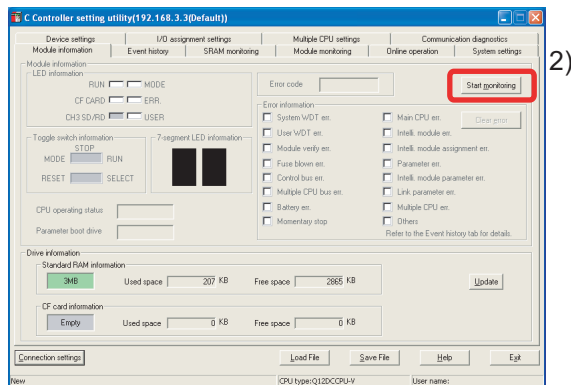 C Controller setting utility(192.168.3.3(Default))
Device settings I/O assignment settings Multiple CPU settings Communication diagnostics
Module information Event history SRAM monitoring Module monitoring Online operation System settings
2)
Module information
LED information
RUN MODE
CF CARD ERR.
CH3 SD/RD USER
Error code
Start monitoring
Error information
System WDT err. Main CPU err.
Clear error
User WDT err. Intelli. module err.
Module verify err. Intelli. module assignment err.
Fuse blown err. Parameter err.
Control bus err. Intelli. module parameter err.
Multiple CPU bus err. Link parameter err.
Battery err. Multiple CPU err.
Momentary stop Others
Refer to the Event history tab for details.
Toggle switch information
STOP
MODE RUN
RESET SELECT
7-segment LED information
CPU operating status
Parameter boot drive
Drive information
Standard RAM information
3MB Used space 207 KB Free space 2865 KB
Update
CF card information
Empty Used space 0 KB Free space 0 KB
Connection settings Load File Save File Help Exit
New CPU type:Q12DCCPU-V User name: